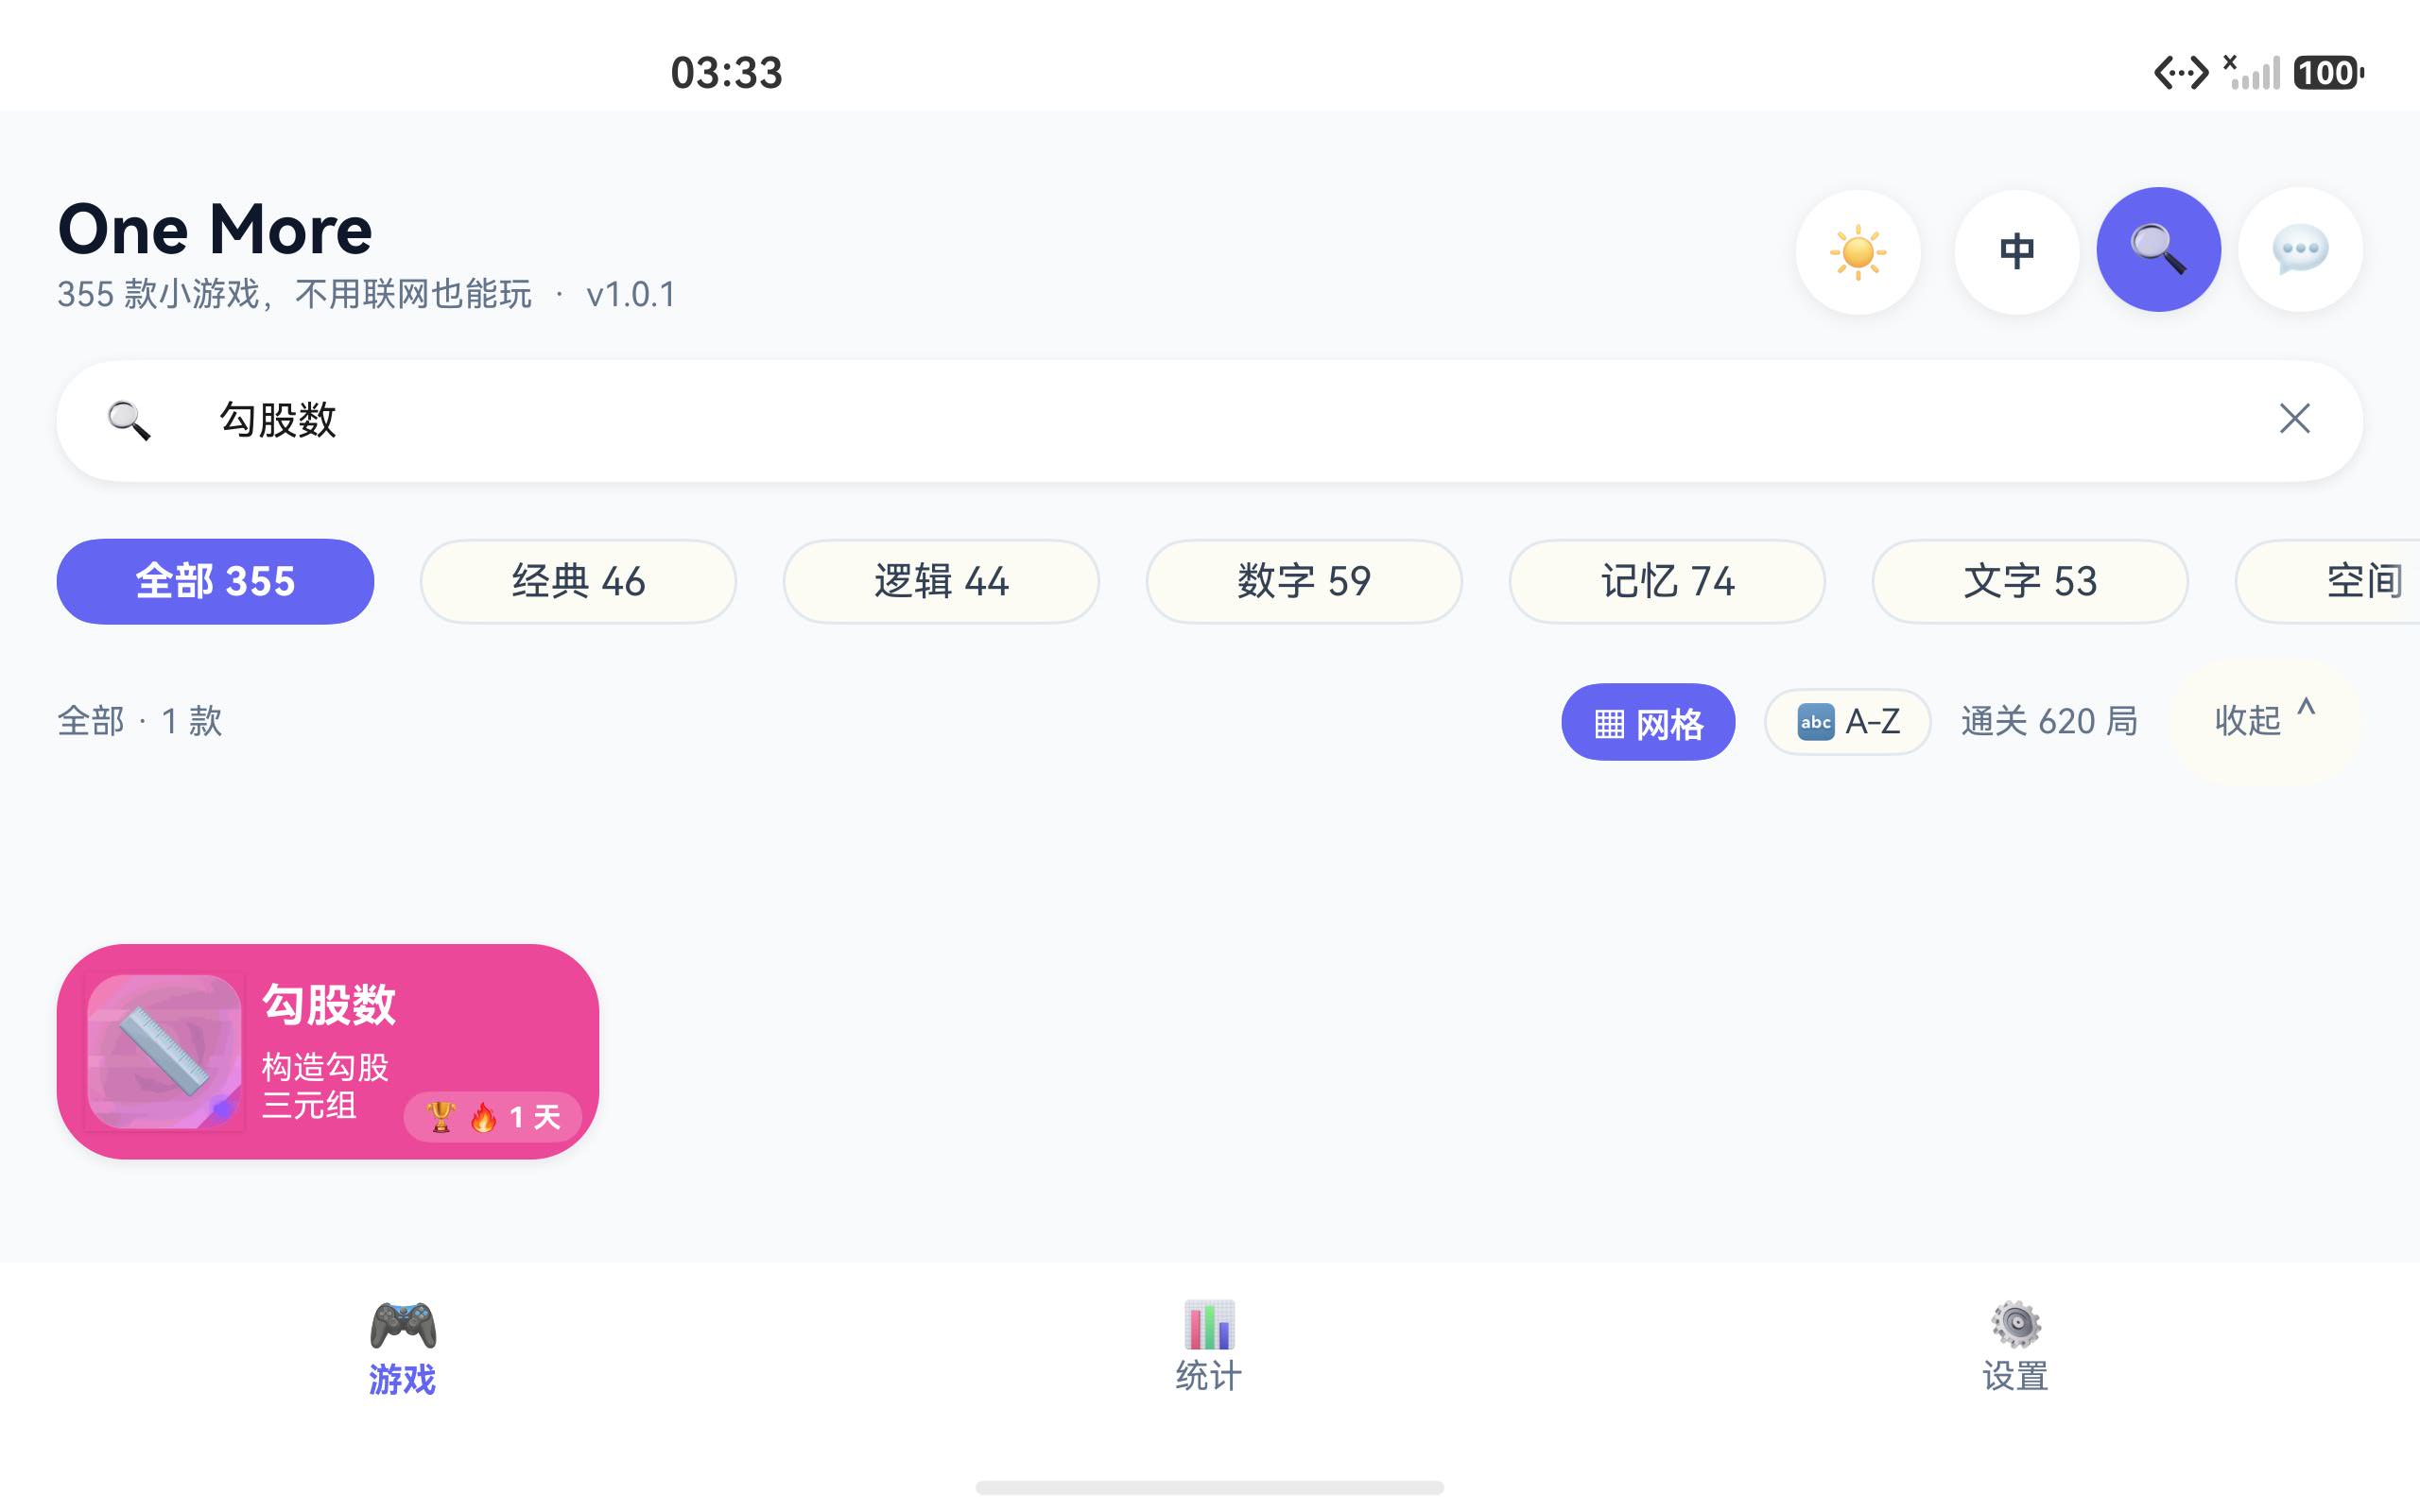 03:33
100
One More
355 款小游戏，不用联网也能玩 · v1.0.1
中
勾股数
全部 355
经典 46
逻辑 44
数字 59
记忆 74
文字 53
空间
全部 · 1 款
网格
abc A-Z
通关 620 局
收起 ^
勾股数
构造勾股
三元组
1 天
游戏
统计
设置